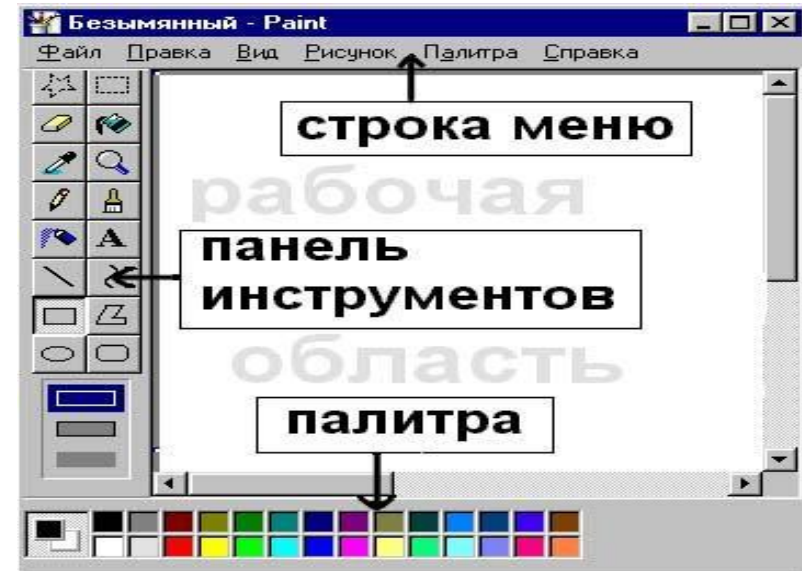 Безымянный - Paint
Файл Правка Вид Рисунок Палитра Справка
строка меню
рабочая
A
панель
инструментов
область
палитра